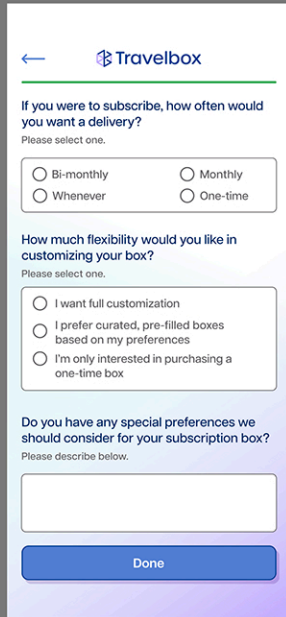 Travelbox
If you were to subscribe, how often would
you want a delivery?
Please select one.
Bi-monthly
Monthly
Whenever
One-time
How much flexibility would you like in
customizing your box?
Please select one.
I want full customization
I prefer curated, pre-filled boxes
based on my preferences
I'm only interested in purchasing a
one-time box
Do you have any special preferences we
should consider for your subscription box?
Please describe below.
Done